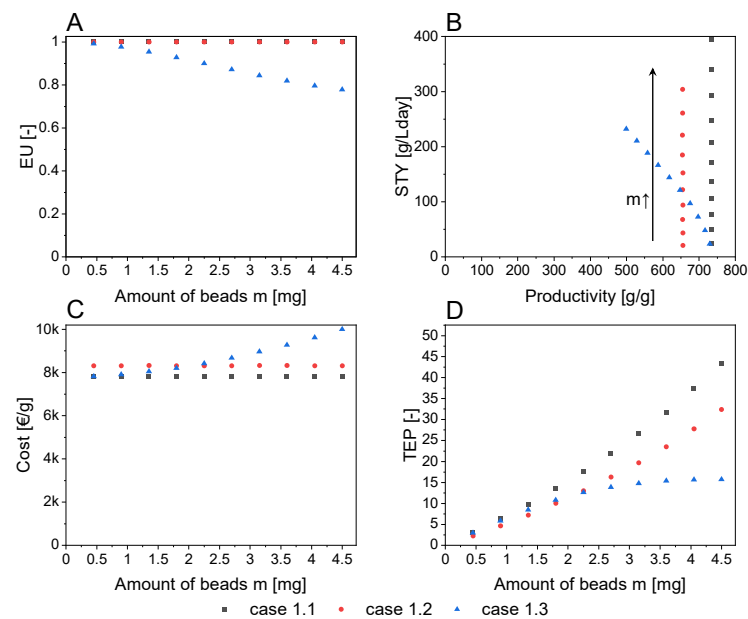 A
EU [-]
1
0.8
0.6
0.4
0.2
0
0 0.5 1 1.5 2 2.5 3 3.5 4 4.5
Amount of beads m [mg]
B
STY [g/Lday]
400
300
200
100
0
m↑
0 100 200 300 400 500 600 700 800
Productivity [g/g]
C
Cost [€/g]
10k
8k
6k
4k
2k
0
0 0.5 1 1.5 2 2.5 3 3.5 4 4.5
Amount of beads m [mg]
D
TEP [-]
50
45
40
35
30
25
20
15
10
5
0
0 0.5 1 1.5 2 2.5 3 3.5 4 4.5
Amount of beads m [mg]
case 1.1 case 1.2 case 1.3